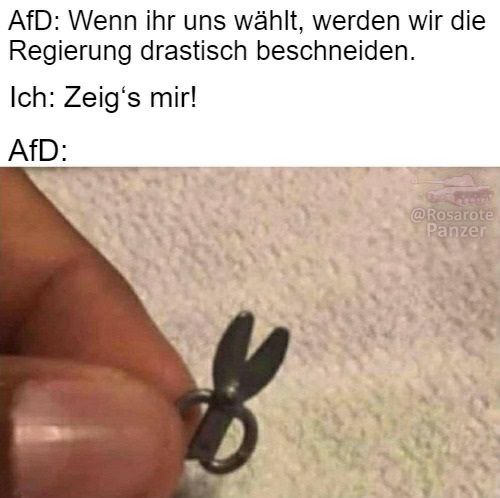 AfD: Wenn ihr uns wählt, werden wir die
Regierung drastisch beschneiden.
Ich: Zeig‘s mir!
AfD:
@Rosarote
Panzer